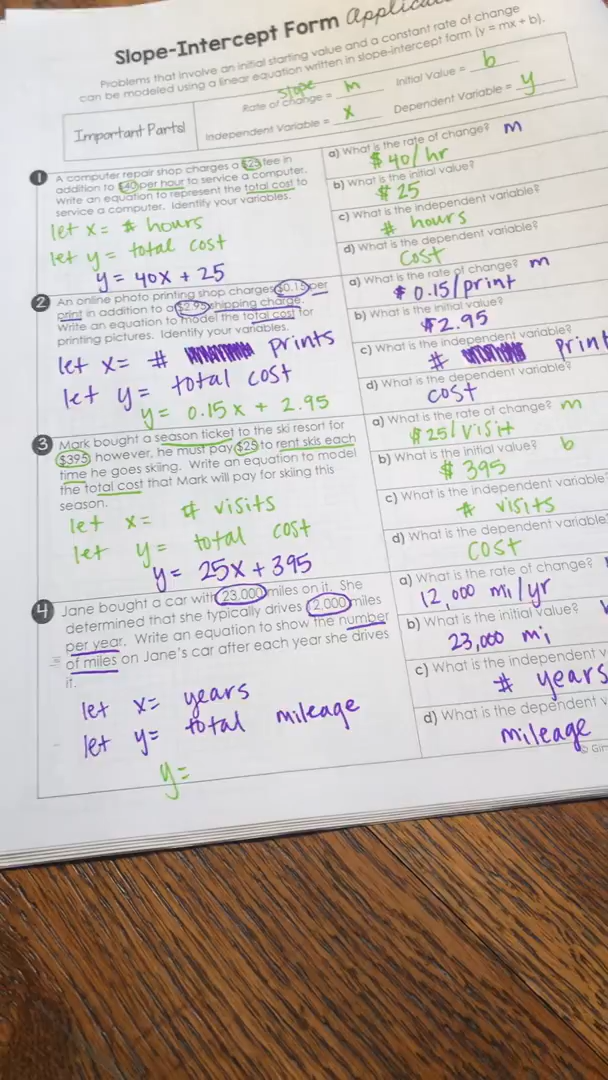 Slope-Intercept Form
Problems that involve an initial starting value and a constant rate of change
can be modeled using a linear equation written in slope-intercept form (y = mx + b).
Important Parts!
slope
Rate of change = m
Initial Value = b
Independent Variable = x
Dependent Variable = y
1
A computer repair shop charges a $25 fee in
addition to $40 per hour to service a computer.
Write an equation to represent the total cost to
service a computer. Identify your variables.
let x= # hours
let y= total cost
y= 40x + 25
a) What is the rate of change? m
$40/hr
b) What is the initial value?
$25
c) What is the independent variable?
# hours
d) What is the dependent variable?
cost
2
An online photo printing shop charges $0.15 per
print in addition to a $2.95 shipping charge.
Write an equation to model the total cost for
printing pictures. Identify your variables.
let x= # prints
let y= total cost
y= 0.15x + 2.95
a) What is the rate of change? m
$0.15/print
b) What is the initial value?
$2.95
c) What is the independent variable?
# print
d) What is the dependent variable?
cost
3
Mark bought a season ticket to the ski resort for
$395, however, he must pay $25 to rent skis each
time he goes skiing. Write an equation to model
the total cost that Mark will pay for skiing this
season.
let x= # visits
let y= total cost
y= 25x + 395
a) What is the rate of change? m
$25/visit
b) What is the initial value? b
$395
c) What is the independent variable?
# visits
d) What is the dependent variable
cost
4
Jane bought a car with 23,000 miles on it. She
determined that she typically drives 12,000 miles
per year. Write an equation to show the number
of miles on Jane's car after each year she drives
it.
let x= years
let y= total mileage
y=
a) What is the rate of change?
12,000 mi/yr
b) What is the initial value?
23,000 mi
c) What is the independent v
# years
d) What is the dependent v
mileage